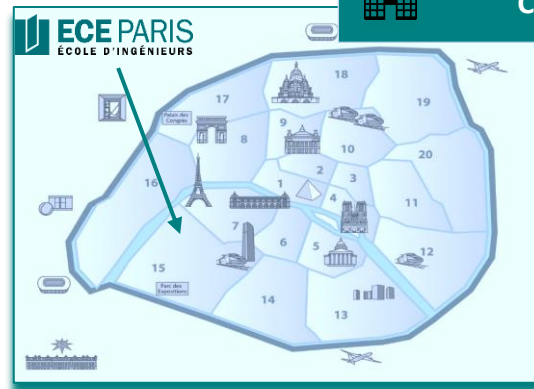 C
ECE PARIS
ÉCOLE D'INGÉNIEURS
18
17
19
Palais des
Congrès
9
8
10
20
2
3
16
1
4
11
7
6
5
12
15
Parc des
Expositions
14
13